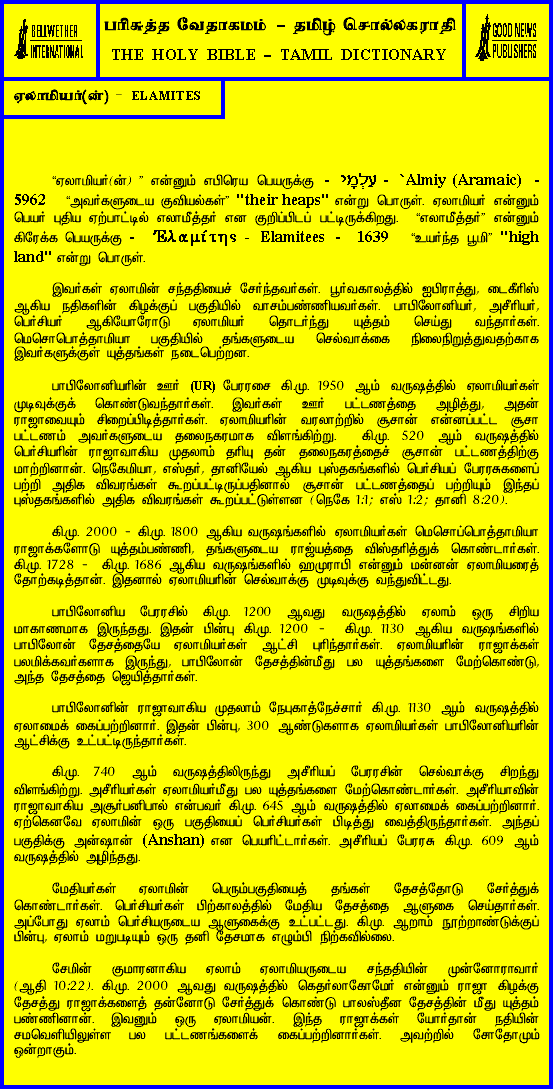 BELLWETHER
INTERNATIONAL
பரிசுத்த வேதாகமம் – தமிழ் சொல்லகராதி
THE HOLY BIBLE – TAMIL DICTIONARY
GOOD NEWS
PUBLISHERS
ஏலாமியர்(ன்) – ELAMITES
“ஏலாமியர்(ன்) ” என்னும் எபிரெய பெயருக்கு - עֵלְמָי - `Almiy (Aramaic) -
5962 “அவர்களுடைய குவியல்கள்” "their heaps" என்று பொருள். ஏலாமியர் என்னும்
பெயர் புதிய ஏற்பாட்டில் எலாமீத்தர் என குறிப்பிடப் பட்டிருக்கிறது. “எலாமீத்தர்” என்னும்
கிரேக்க பெயருக்கு - Ἐλαμίτης - Elamitees - 1639 “உயர்ந்த பூமி” "high
land" என்று பொருள்.
இவர்கள் ஏலாமின் சந்ததியைச் சேர்ந்தவர்கள். பூர்வகாலத்தில் ஐபிராத்து, டைகீரிஸ்
ஆகிய நதிகளின் கிழக்குப் பகுதியில் வாசம்பண்ணியவர்கள். பாபிலோனியர், அசீரியர்,
பெர்சியர் ஆகியோரோடு ஏலாமியர் தொடர்ந்து யுத்தம் செய்து வந்தார்கள்.
மெசொபொத்தாமியா பகுதியில் தங்களுடைய செல்வாக்கை நிலைநிறுத்துவதற்காக
இவர்களுக்குள் யுத்தங்கள் நடைபெற்றன.
பாபிலோனியரின் ஊர் (UR) பேரரசை கி.மு. 1950 ஆம் வருஷத்தில் ஏலாமியர்கள்
முடிவுக்குக் கொண்டுவந்தார்கள். இவர்கள் ஊர் பட்டணத்தை அழித்து, அதன்
ராஜாவையும் சிறைப்பிடித்தார்கள். ஏலாமியரின் வரலாற்றில் சூசான் என்னப்பட்ட சூசா
பட்டணம் அவர்களுடைய தலைநகரமாக விளங்கிற்று. கி.மு. 520 ஆம் வருஷத்தில்
பெர்சியரின் ராஜாவாகிய முதலாம் தரியு தன் தலைநகரத்தைச் சூசான் பட்டணத்திற்கு
மாற்றினான். நெகேமியா, எஸ்தர், தானியேல் ஆகிய புஸ்தகங்களில் பெர்சியப் பேரரசுகளைப்
பற்றி அதிக விவரங்கள் கூறப்பட்டிருப்பதினால் சூசான் பட்டணத்தைப் பற்றியும் இந்தப்
புஸ்தகங்களில் அதிக விவரங்கள் கூறப்பட்டுள்ளன (நெகே 1:1; எஸ் 1:2; தானி 8:20).
கி.மு. 2000 - கி.மு. 1800 ஆகிய வருஷங்களில் ஏலாமியர்கள் மெசொப்பொத்தாமியா
ராஜாக்களோடு யுத்தம்பண்ணி, தங்களுடைய ராஜ்யத்தை விஸ்தரித்துக் கொண்டார்கள்.
கி.மு. 1728 - கி.மு. 1686 ஆகிய வருஷங்களில் ஹமுராபி என்னும் மன்னன் ஏலாமியரைத்
தோற்கடித்தான். இதனால் ஏலாமியரின் செல்வாக்கு முடிவுக்கு வந்துவிட்டது.
பாபிலோனிய பேரரசில் கி.மு. 1200 ஆவது வருஷத்தில் ஏலாம் ஒரு சிறிய
மாகாணமாக இருந்தது. இதன் பின்பு கி.மு. 1200 - கி.மு. 1130 ஆகிய வருஷங்களில்
பாபிலோன் தேசத்தையே ஏலாமியர்கள் ஆட்சி புரிந்தார்கள். ஏலாமியரின் ராஜாக்கள்
பலமிக்கவர்களாக இருந்து, பாபிலோன் தேசத்தின்மீது பல யுத்தங்களை மேற்கொண்டு,
அந்த தேசத்தை ஜெயித்தார்கள்.
பாபிலோனின் ராஜாவாகிய முதலாம் நேபுகாத்நேச்சார் கி.மு. 1130 ஆம் வருஷத்தில்
ஏலாமைக் கைப்பற்றினார். இதன் பின்பு, 300 ஆண்டுகளாக ஏலாமியர்கள் பாபிலோனியரின்
ஆட்சிக்கு உட்பட்டிருந்தார்கள்.
கி.மு. 740 ஆம் வருஷத்திலிருந்து அசீரியப் பேரரசின் செல்வாக்கு சிறந்து
விளங்கிற்று. அசீரியர்கள் ஏலாமியர்மீது பல யுத்தங்களை மேற்கொண்டார்கள். அசீரியாவின்
ராஜாவாகிய அசூர்பனிபால் என்பவர் கி.மு. 645 ஆம் வருஷத்தில் ஏலாமைக் கைப்பற்றினார்.
ஏற்கெனவே ஏலாமின் ஒரு பகுதியைப் பெர்சியர்கள் பிடித்து வைத்திருந்தார்கள். அந்தப்
பகுதிக்கு அன்ஷான் (Anshan) என பெயரிட்டார்கள். அசீரியப் பேரரசு கி.மு. 609 ஆம்
வருஷத்தில் அழிந்தது.
மேதியர்கள் ஏலாமின் பெரும்பகுதியைத் தங்கள் தேசத்தோடு சேர்த்துக்
கொண்டார்கள். பெர்சியர்கள் பிற்காலத்தில் மேதிய தேசத்தை ஆளுகை செய்தார்கள்.
அப்போது ஏலாம் பெர்சியருடைய ஆளுகைக்கு உட்பட்டது. கி.மு. ஆறாம் நூற்றாண்டுக்குப்
பின்பு, ஏலாம் மறுபடியும் ஒரு தனி தேசமாக எழும்பி நிற்கவில்லை.
சேமின் குமாரனாகிய ஏலாம் ஏலாமியருடைய சந்ததியின் முன்னோராவார்
(ஆதி 10:22). கி.மு. 2000 ஆவது வருஷத்தில் கெதர்லாகோமேர் என்னும் ராஜா கிழக்கு
தேசத்து ராஜாக்களைத் தன்னோடு சேர்த்துக் கொண்டு பாலஸ்தீன தேசத்தின் மீது யுத்தம்
பண்ணினான். இவனும் ஒரு ஏலாமியன். இந்த ராஜாக்கள் யோர்தான் நதியின்
சமவெளியிலுள்ள பல பட்டணங்களைக் கைப்பற்றினார்கள். அவற்றில் சோதோமும்
ஒன்றாகும்.